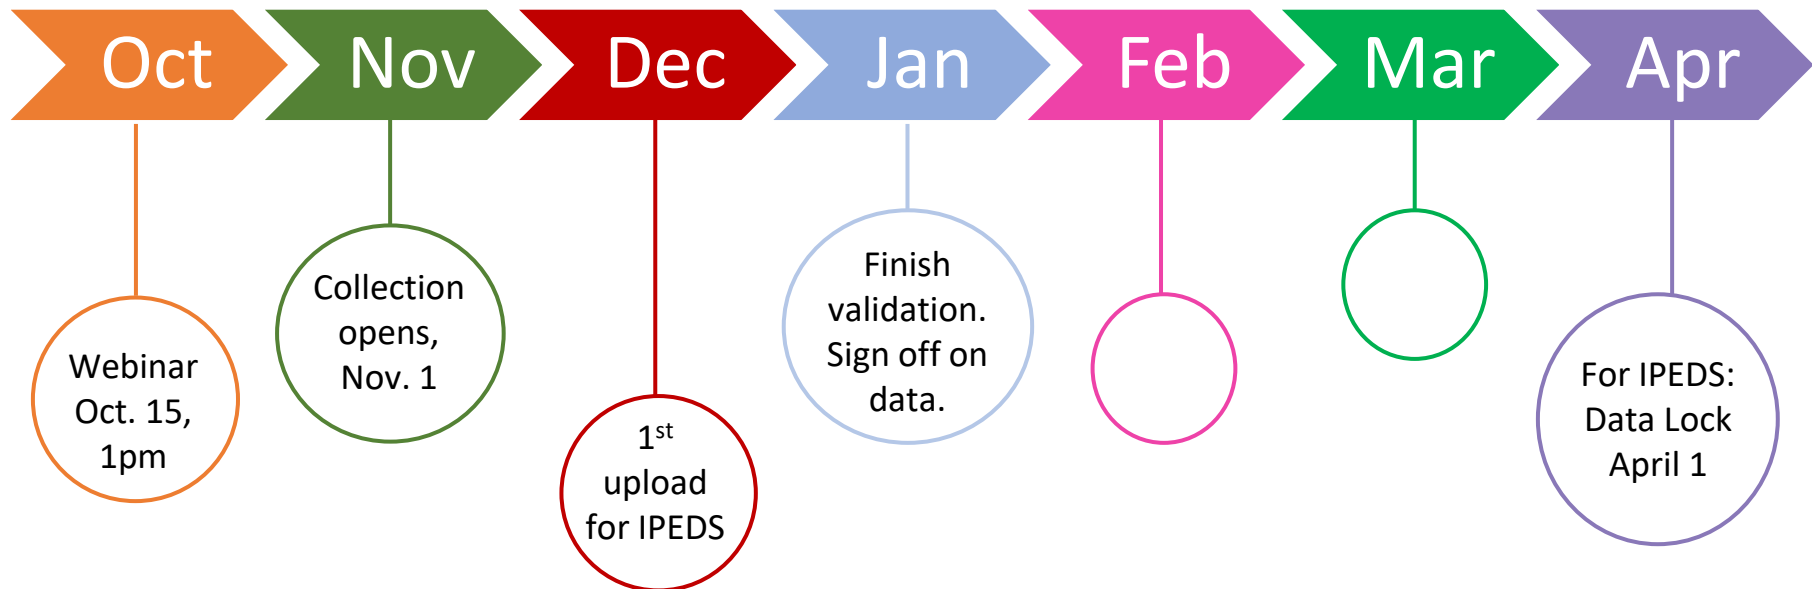 Oct
Nov
Dec
Jan
Feb
Mar
Apr
Webinar
Oct. 15,
1pm
Collection
opens,
Nov. 1
1st
upload
for IPEDS
Finish
validation.
Sign off on
data.
For IPEDS:
Data Lock
April 1